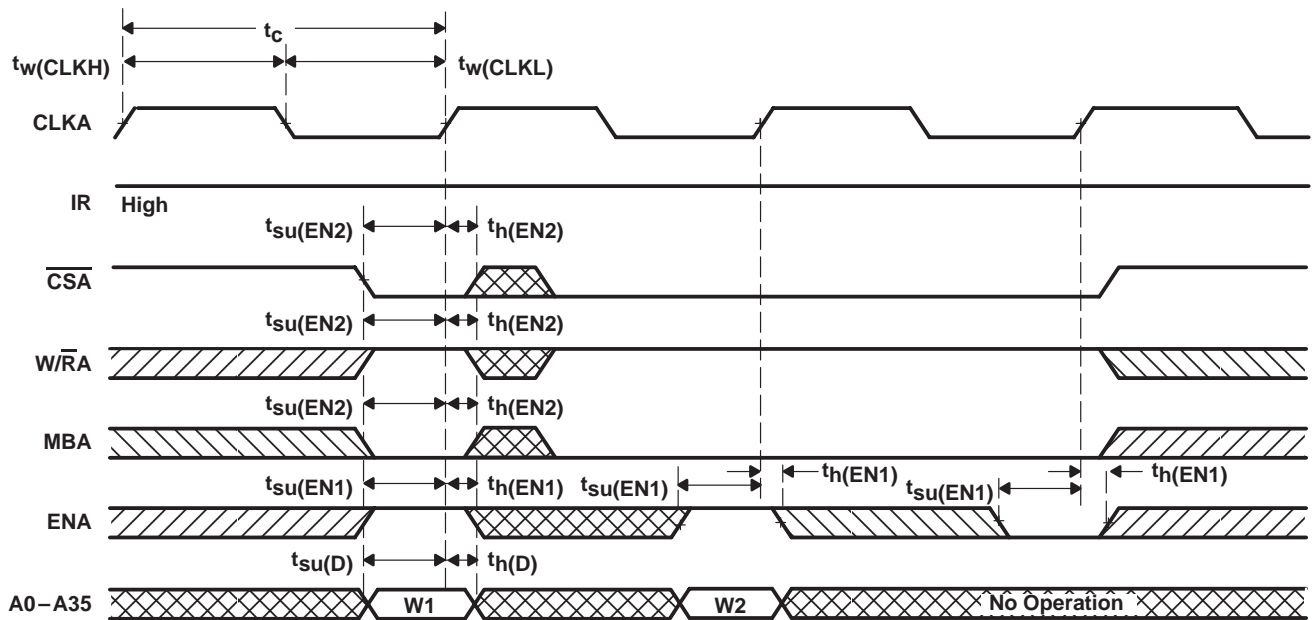 tc
tw(CLKH) tw(CLKL)
CLKA
IR High
tsu(EN2) th(EN2)
CSA
tsu(EN2) th(EN2)
W/RA
tsu(EN2) th(EN2)
MBA
tsu(EN1) th(EN1) tsu(EN1) th(EN1) tsu(EN1) th(EN1)
ENA
tsu(D) th(D)
A0–A35 W1 W2 No Operation